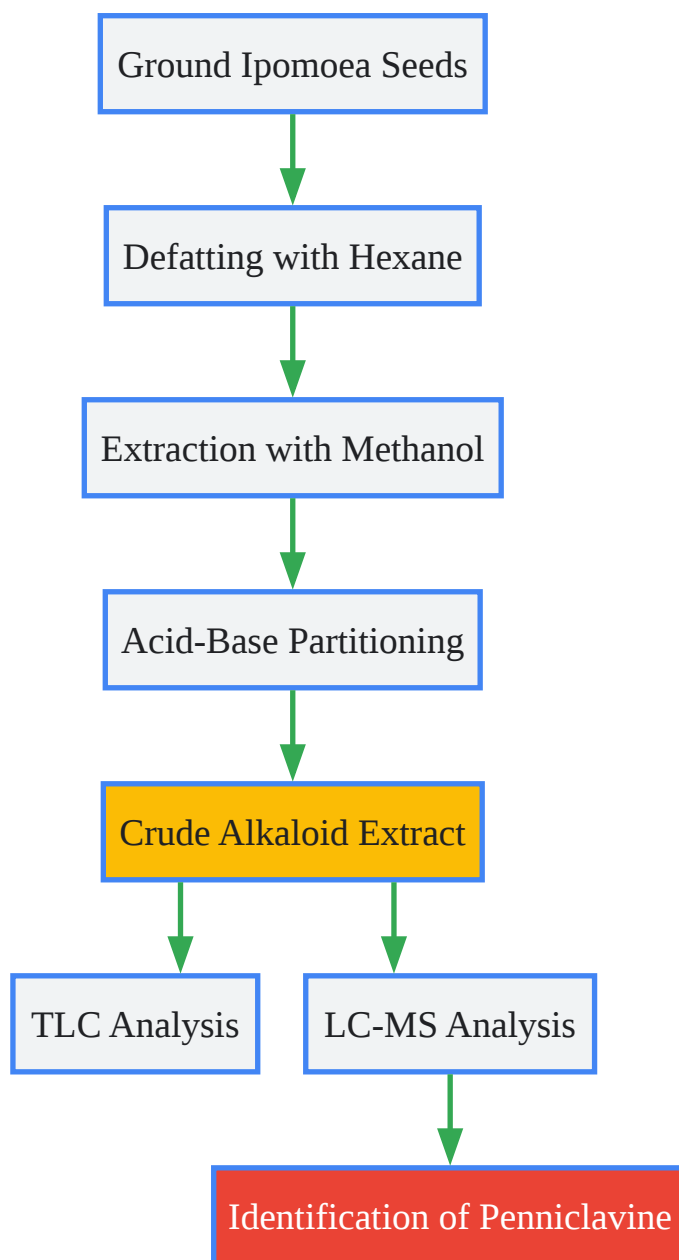 Ground Ipomoea Seeds
Defatting with Hexane
Extraction with Methanol
Acid-Base Partitioning
Crude Alkaloid Extract
TLC Analysis
LC-MS Analysis
Identification of Penniclavine